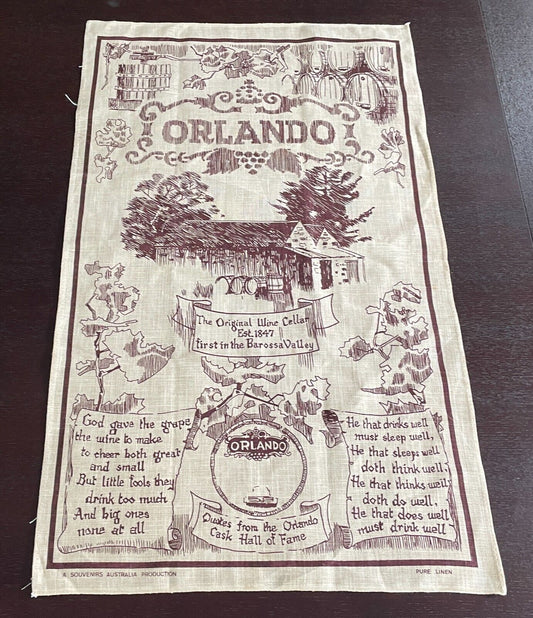 ORLANDO
The Original Wine Cellar
Est. 1847
First in the Barossa Valley
God gave the grape
the wine to make
to cheer both great
and small
But little fools they
drink too much
And big ones
none at all
ORLANDO
Quotes from the Orlando
Cask Hall of Fame
He that drinks well
must sleep well,
He that sleeps well
doth think well,
He that thinks well
doth do well,
He that does well
must drink well
A SOUVENIRS AUSTRALIA PRODUCTION
PURE LINEN